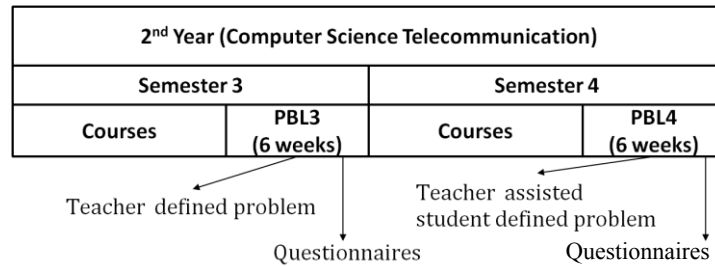 2nd Year (Computer Science Telecommunication)
Semester 3 Semester 4
Courses PBL3 (6 weeks) Courses PBL4 (6 weeks)
Teacher defined problem
Teacher assisted
student defined problem
Questionnaires Questionnaires